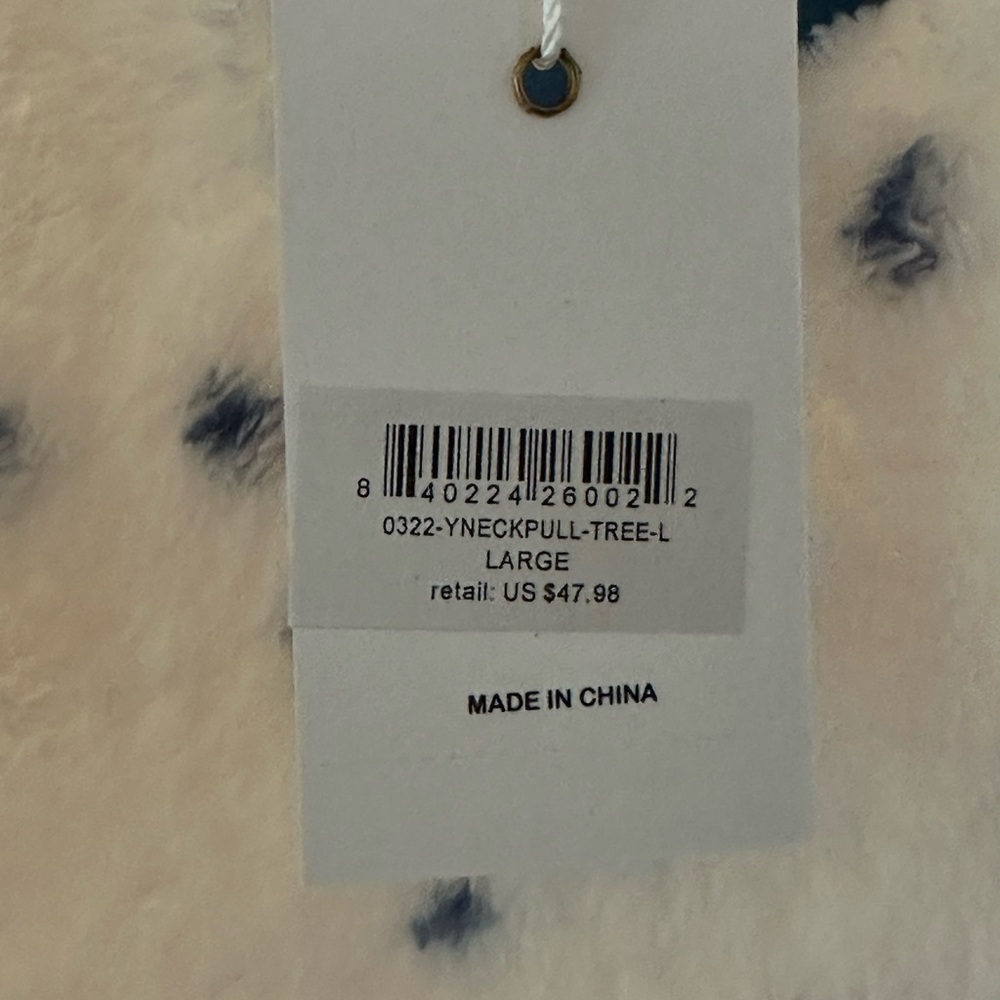 8 40224 26002 2
0322-YNECKPULL-TREE-L
LARGE
retail: US $47.98
MADE IN CHINA